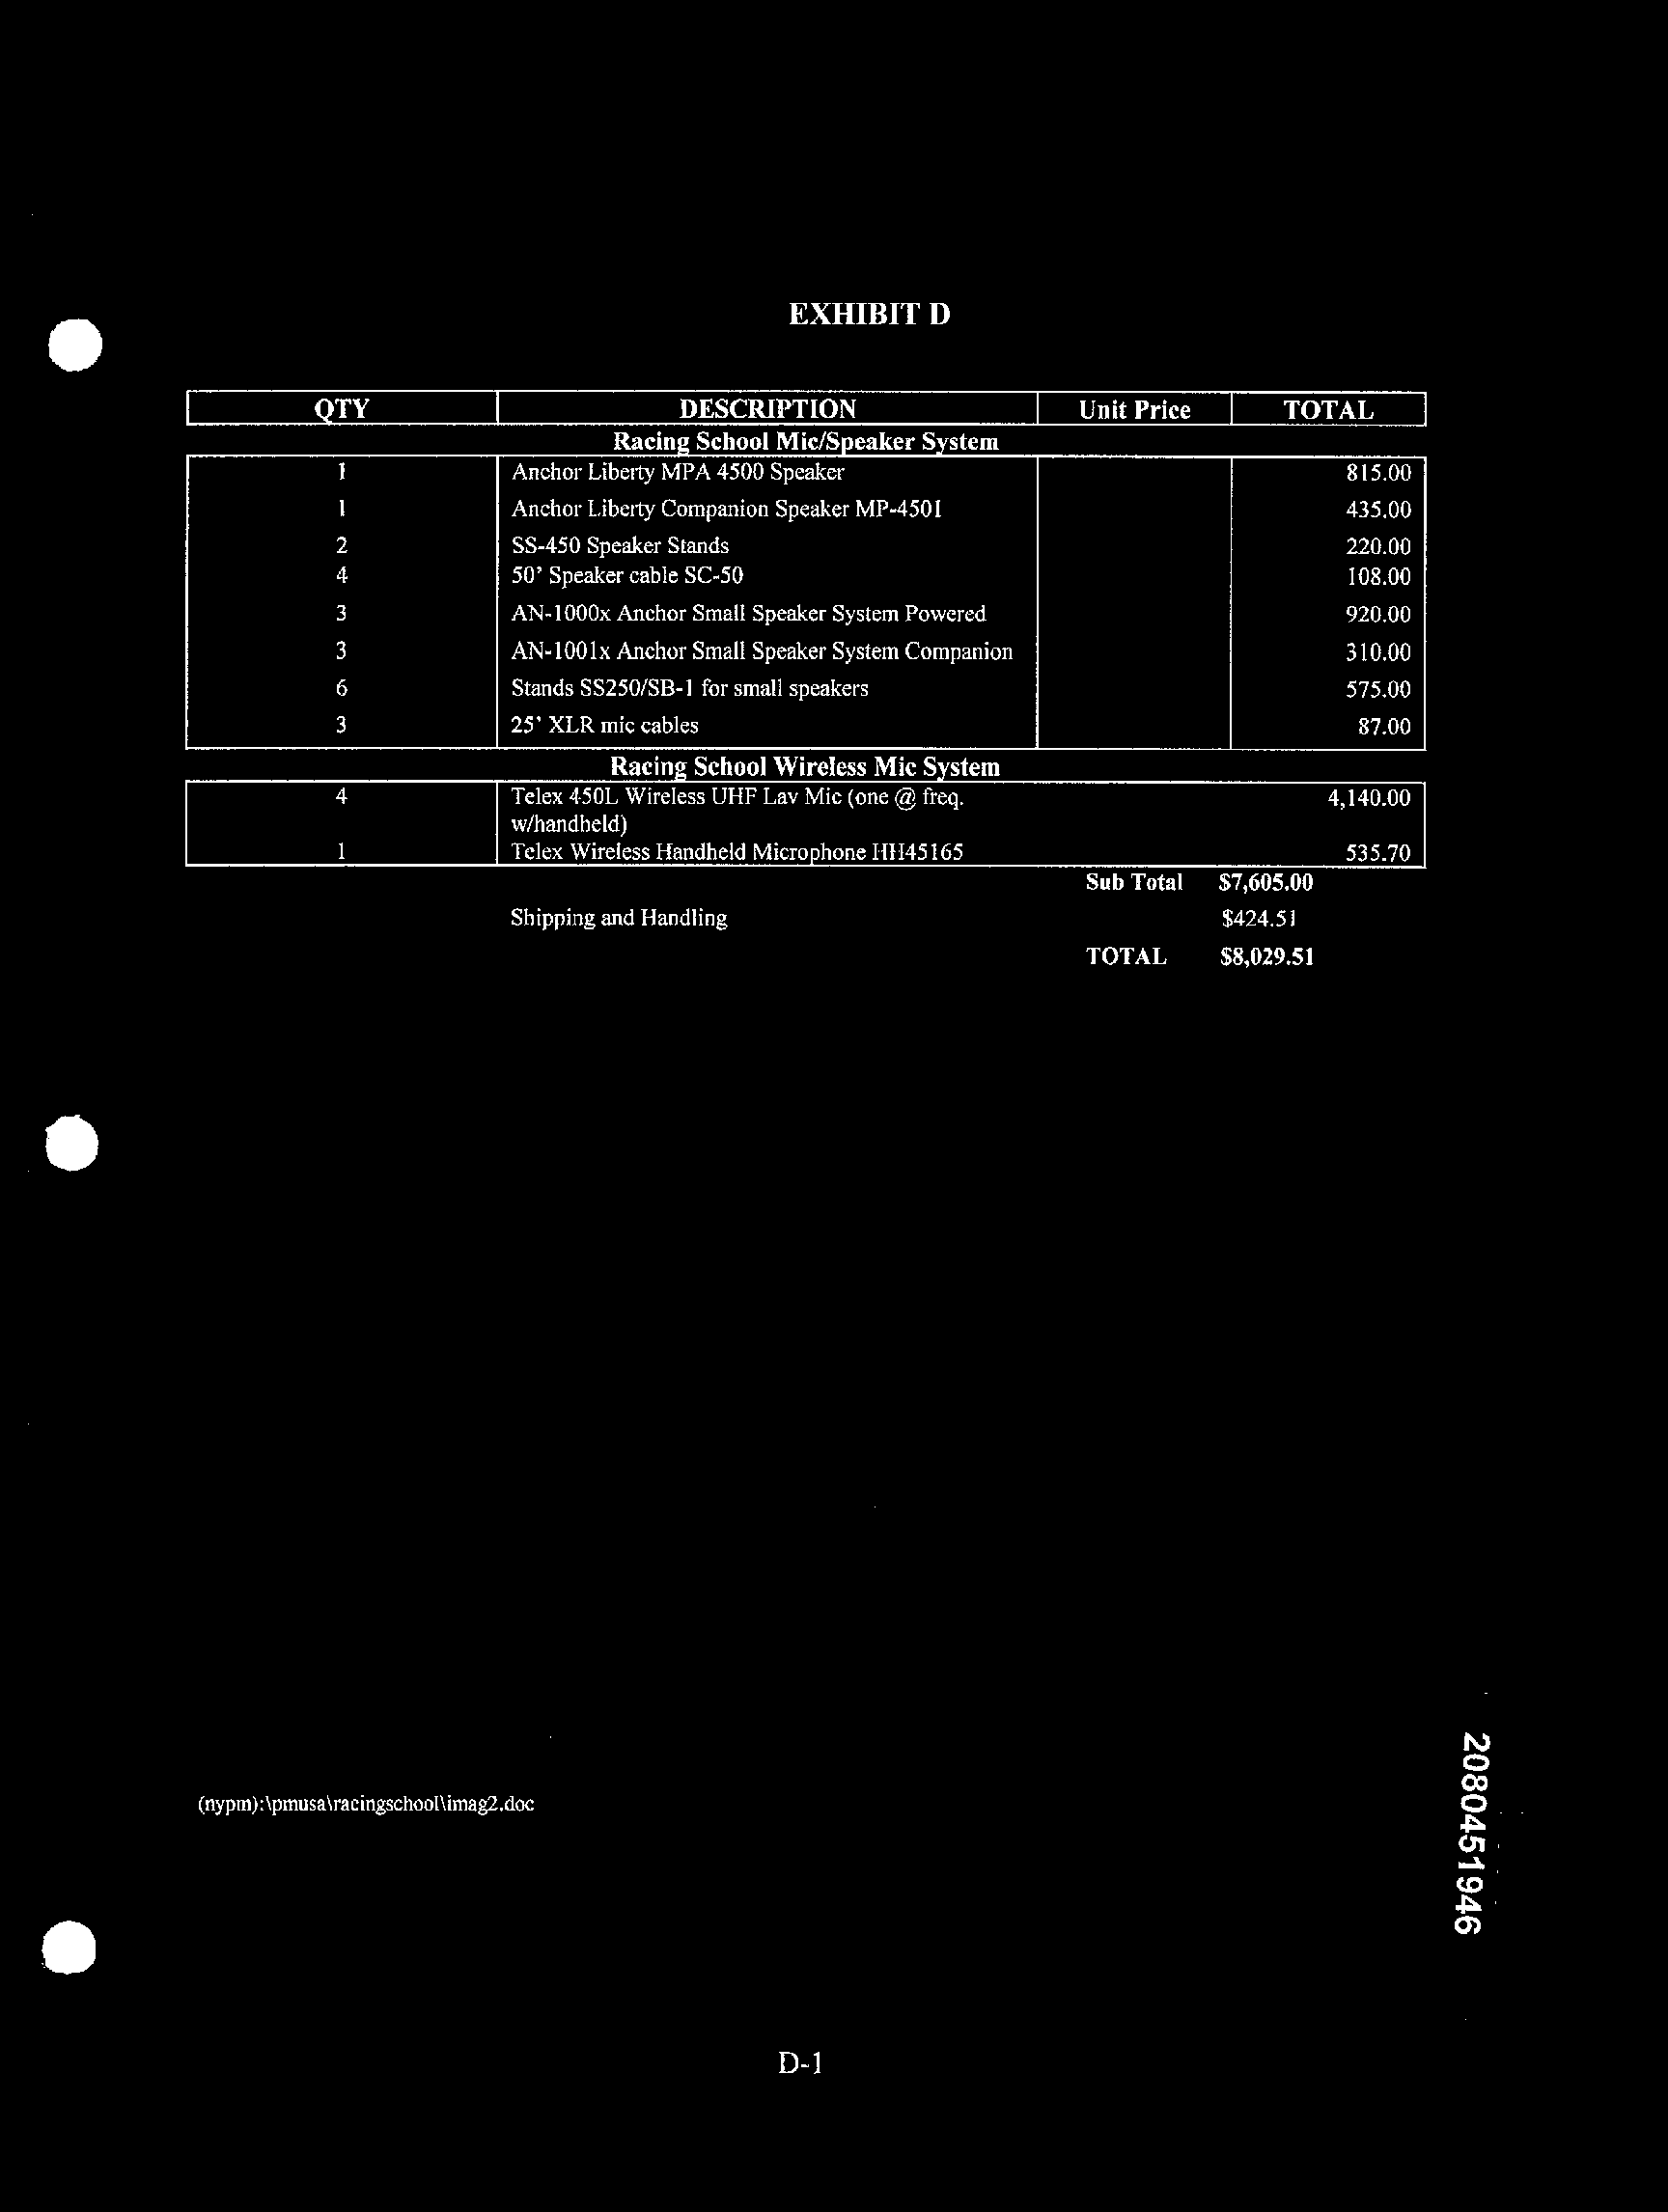 EXHIBIT D
QTY DESCRIPTION Unit Price TOTAL
Racing School Mic/Speaker System
1 Anchor Liberty MPA 4500 Speaker 815.00
1 Anchor Liberty Companion Speaker MP-4501 435.00
2 SS-450 Speaker Stands 220.00
4 50' Speaker cable SC-50 108.00
3 AN-1000x Anchor Small Speaker System Powered 920.00
3 AN-1001x Anchor Small Speaker System Companion 310.00
6 Stands SS250/SB-1 for small speakers 575.00
3 25' XLR mic cables 87.00
Racing School Wireless Mic System
4 Telex 450L Wireless UHF Lav Mic (one @ freq. 4,140.00
w/handheld)
1 Telex Wireless Handheld Microphone HH45165 535.70
Sub Total $7,605.00
Shipping and Handling $424.51
TOTAL $8,029.51
(nypm):\pmusa\racingschool\imag2.doc
2080451946
D-1